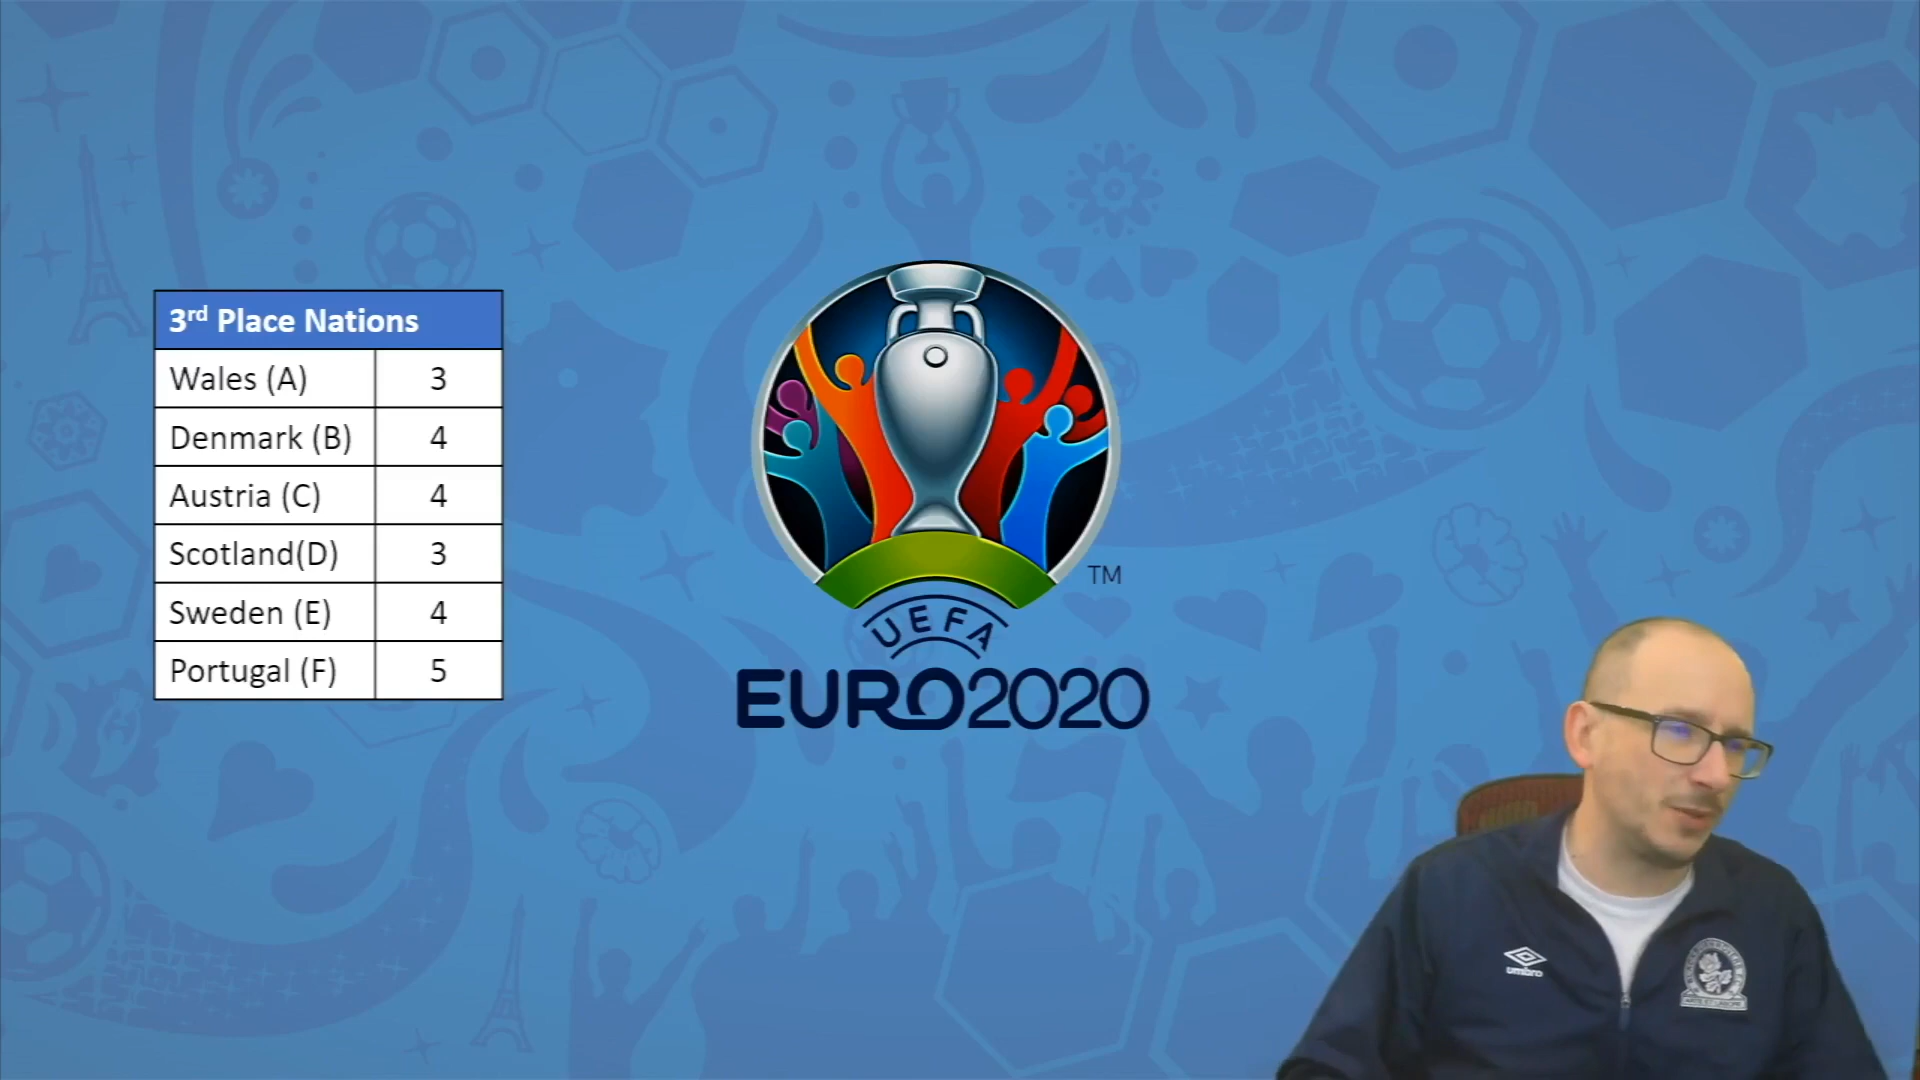 3rd Place Nations
Wales (A) 3
Denmark (B) 4
Austria (C) 4
Scotland(D) 3
Sweden (E) 4
Portugal (F) 5
TM
UEFA
EURO2020
umbro